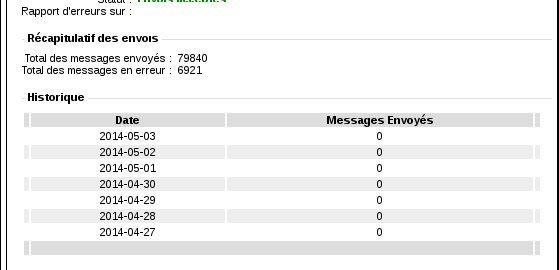 Statut :
Rapport d'erreurs sur :
Récapitulatif des envois
Total des messages envoyés : 79840
Total des messages en erreur : 6921
Historique
Date Messages Envoyés
2014-05-03 0
2014-05-02 0
2014-05-01 0
2014-04-30 0
2014-04-29 0
2014-04-28 0
2014-04-27 0